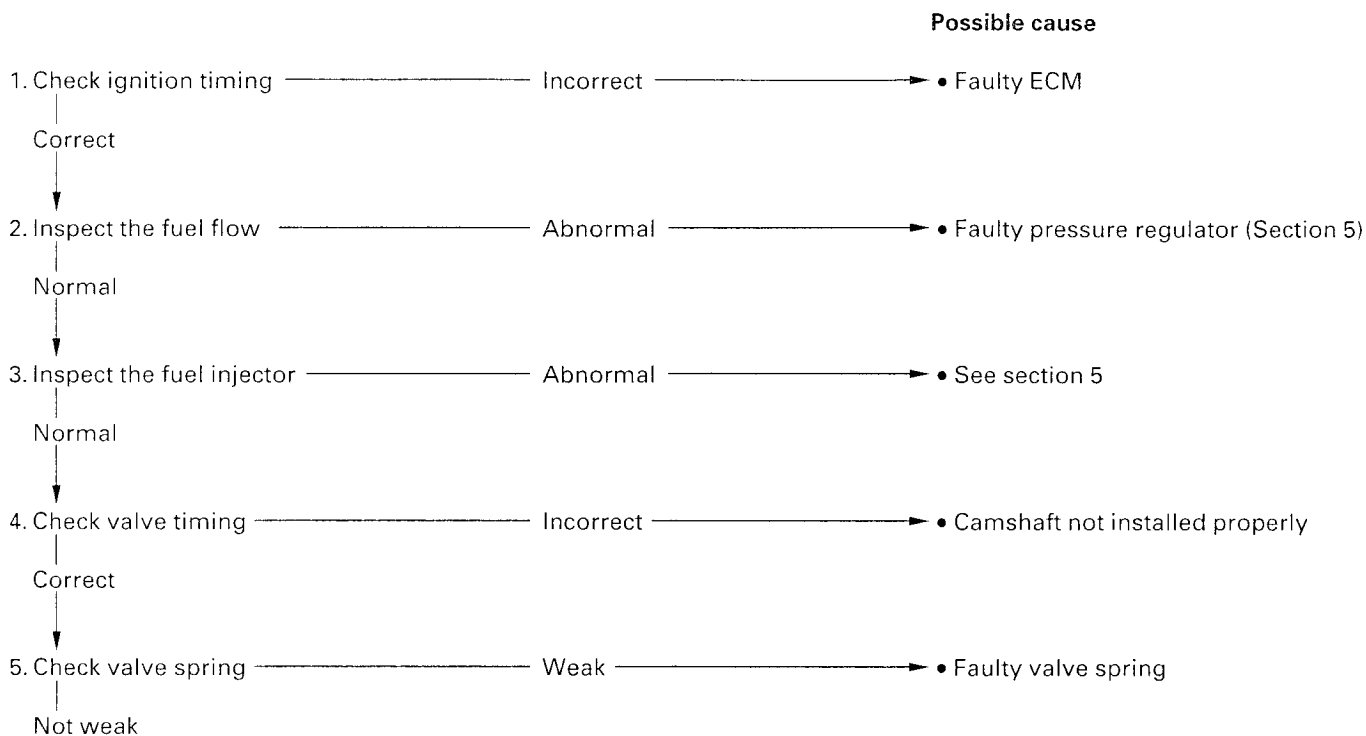 Possible cause
1. Check ignition timing Incorrect • Faulty ECM
Correct
2. Inspect the fuel flow Abnormal • Faulty pressure regulator (Section 5)
Normal
3. Inspect the fuel injector Abnormal • See section 5
Normal
4. Check valve timing Incorrect • Camshaft not installed properly
Correct
5. Check valve spring Weak • Faulty valve spring
Not weak